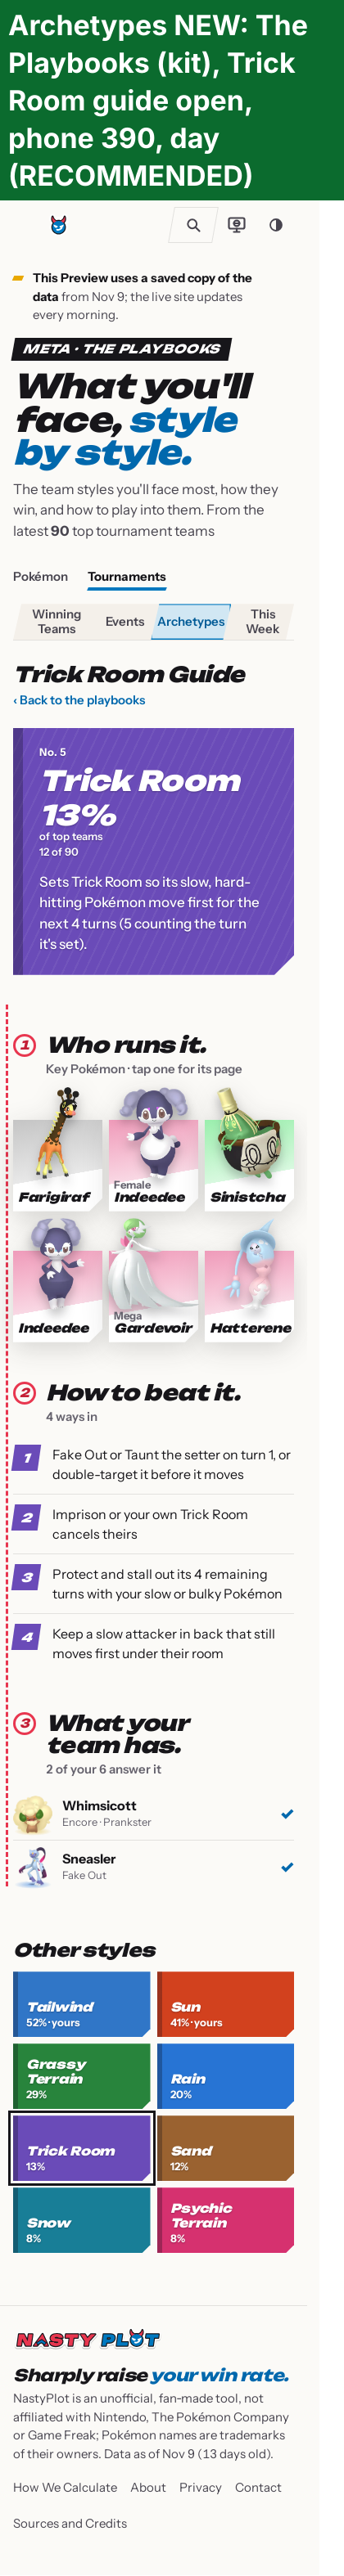 Archetypes NEW: The
Playbooks (kit), Trick
Room guide open,
phone 390, day
(RECOMMENDED)
This Preview uses a saved copy of the
data from Nov 9; the live site updates
every morning.
META · THE PLAYBOOKS
What you'll
face, style
by style.
The team styles you'll face most, how they
win, and how to play into them. From the
latest 90 top tournament teams
Pokémon Tournaments
Winning Teams Events Archetypes This Week
Trick Room Guide
‹ Back to the playbooks
No. 5
Trick Room
13%
of top teams
12 of 90
Sets Trick Room so its slow, hard-
hitting Pokémon move first for the
next 4 turns (5 counting the turn
it's set).
1 Who runs it.
Key Pokémon · tap one for its page
Farigiraf
Female
Indeedee
Sinistcha
Indeedee
Mega
Gardevoir
Hatterene
2 How to beat it.
4 ways in
1 Fake Out or Taunt the setter on turn 1, or
double-target it before it moves
2 Imprison or your own Trick Room
cancels theirs
3 Protect and stall out its 4 remaining
turns with your slow or bulky Pokémon
4 Keep a slow attacker in back that still
moves first under their room
3 What your
team has.
2 of your 6 answer it
Whimsicott
Encore · Prankster
Sneasler
Fake Out
Other styles
Tailwind
52% · yours
Sun
41% · yours
Grassy
Terrain
29%
Rain
20%
Trick Room
13%
Sand
12%
Snow
8%
Psychic
Terrain
8%
NASTY PLOT
Sharply raise your win rate.
NastyPlot is an unofficial, fan-made tool, not
affiliated with Nintendo, The Pokémon Company
or Game Freak; Pokémon names are trademarks
of their owners. Data as of Nov 9 (13 days old).
How We Calculate About Privacy Contact
Sources and Credits